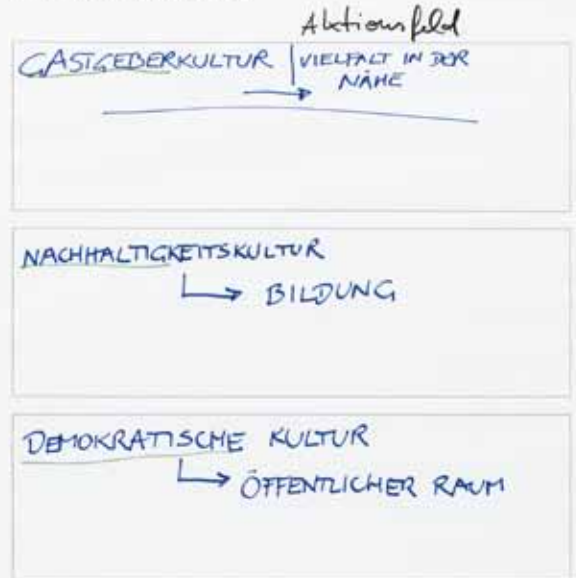 Aktionsfeld
GASTGEBERKULTUR | VIELFALT IN DER
NÄHE
NACHHALTIGKEITSKULTUR
BILDUNG
DEMOKRATISCHE KULTUR
ÖFFENTLICHER RAUM